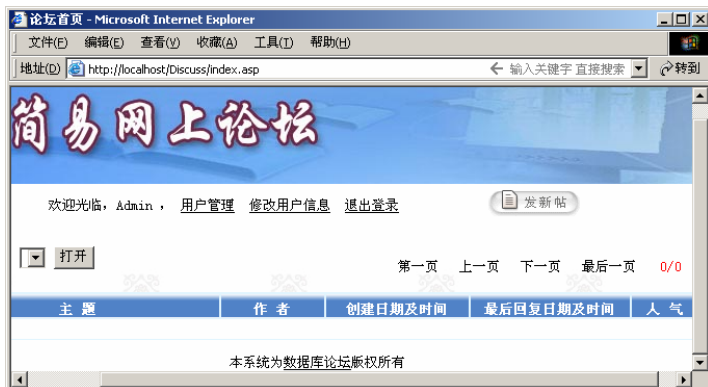 论坛首页 - Microsoft Internet Explorer
文件(F) 编辑(E) 查看(V) 收藏(A) 工具(T) 帮助(H)
地址(D) http://localhost/Discuss/index.asp 输入关键字 直接搜索 转到
简易网上论坛
欢迎光临，Admin ， 用户管理 修改用户信息 退出登录 发新帖
打开 第一页 上一页 下一页 最后一页 0/0
主 题 作 者 创建日期及时间 最后回复日期及时间 人 气
本系统为数据库论坛版权所有